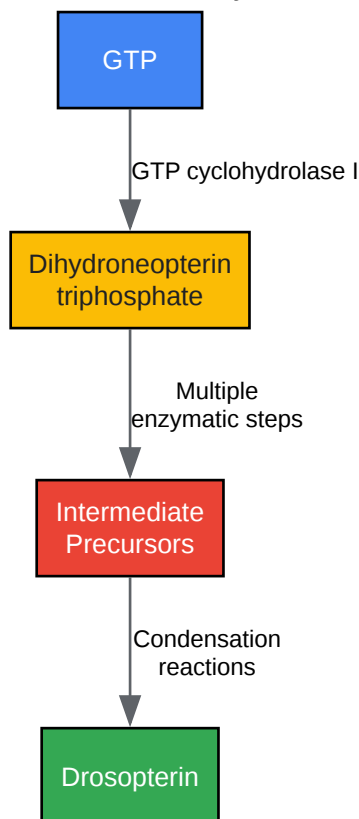 GTP
GTP cyclohydrolase I
Dihydroneopterin
triphosphate
Multiple
enzymatic steps
Intermediate
Precursors
Condensation
reactions
Drosopterin